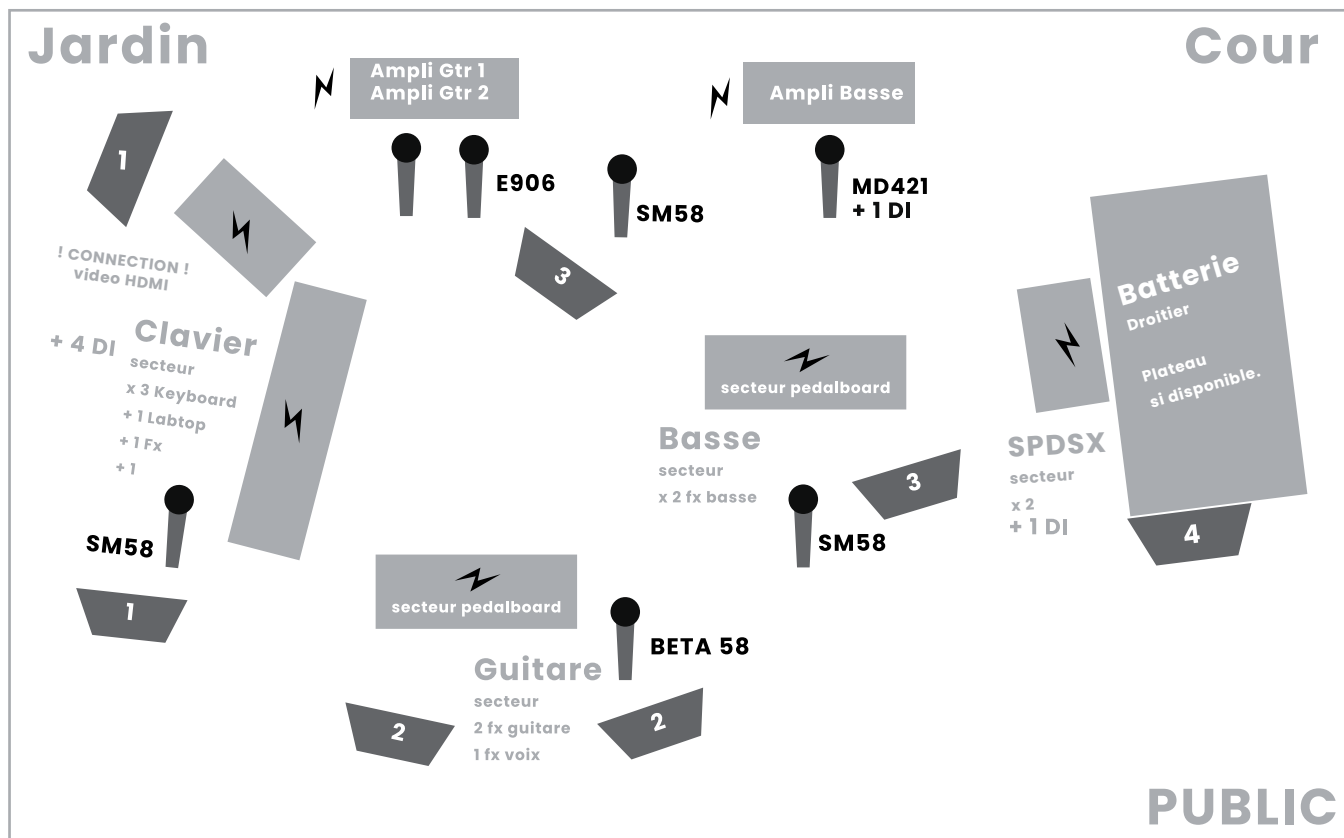 Jardin
Cour
Ampli Gtr 1
Ampli Gtr 2
Ampli Basse
1
E906
SM58
MD421
+ 1 DI
! CONNECTION !
video HDMI
3
Batterie
Droitier
Plateau
si disponible.
+ 4 DI
Clavier
secteur
x 3 Keyboard
+ 1 Labtop
+ 1 Fx
+ 1
secteur pedalboard
Basse
secteur
x 2 fx basse
3
SPDSX
secteur
x 2
+ 1 DI
4
SM58
SM58
1
secteur pedalboard
BETA 58
Guitare
secteur
2 fx guitare
1 fx voix
2
2
PUBLIC